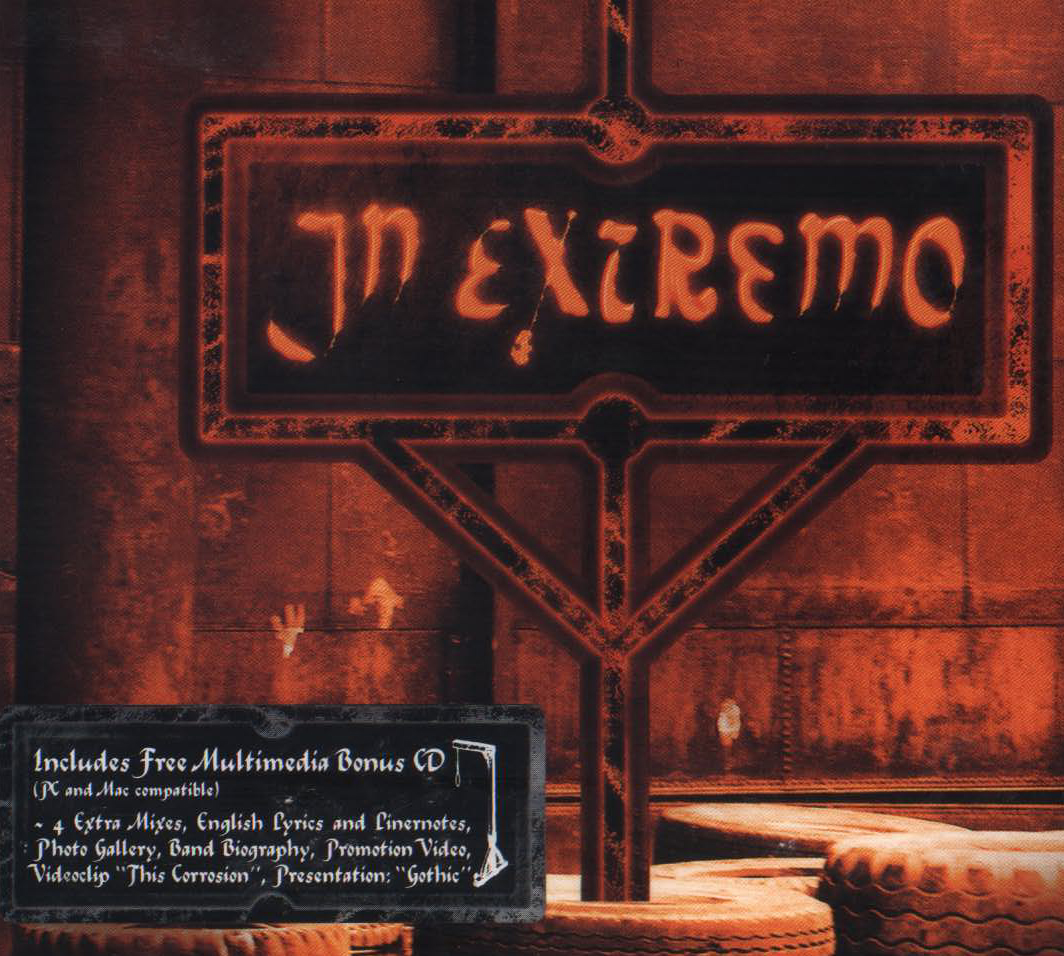 IN EXTREMO
Includes Free Multimedia Bonus CD
(PC and Mac compatible)
~ 4 Extra Mixes, English Lyrics and Linernotes,
Photo Gallery, Band Biography, Promotion Video,
Videoclip "This Corrosion", Presentation: "Gothic"